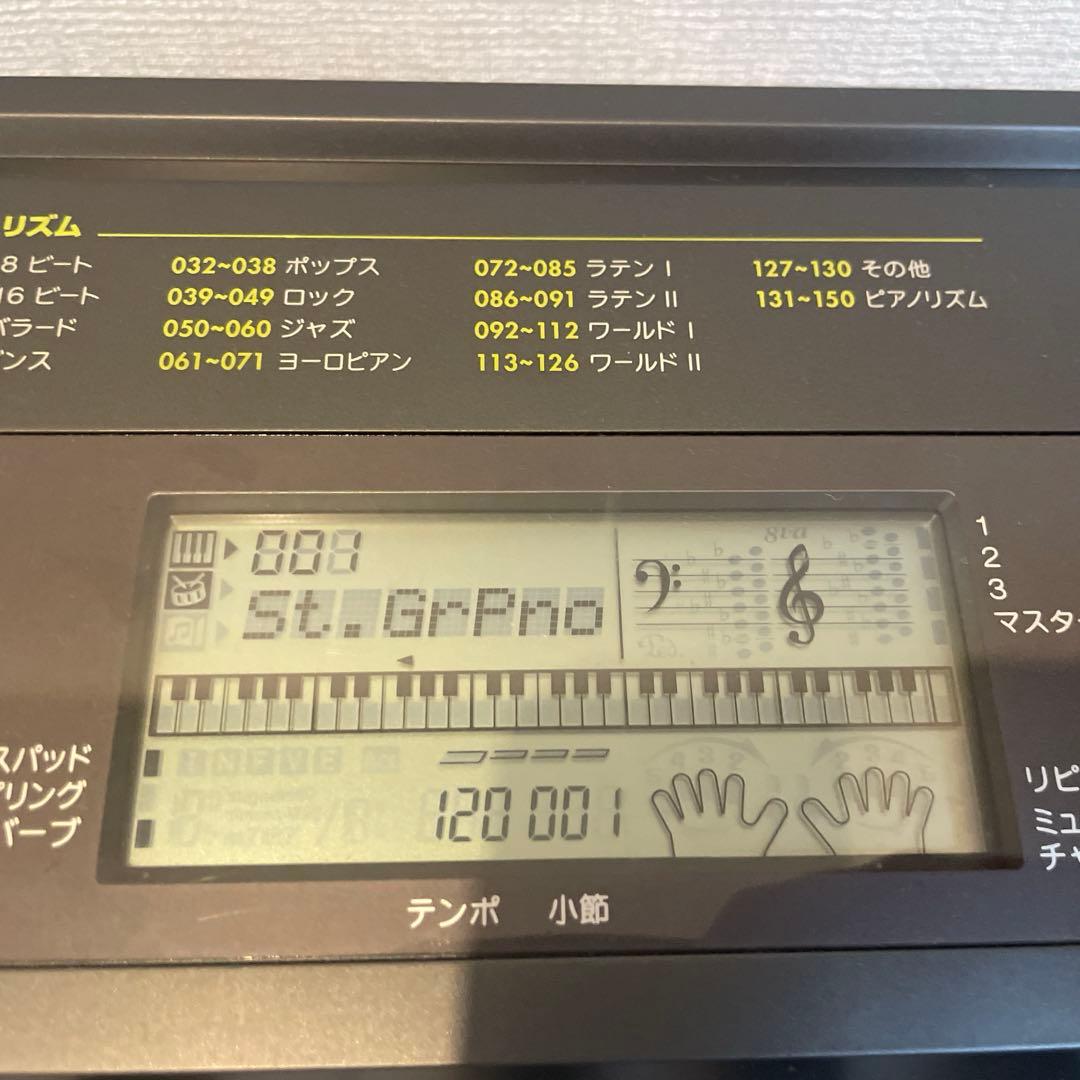 リズム
8 ビート
16 ビート
バラード
ンス
032~038 ポップス
039~049 ロック
050~060 ジャズ
061~071 ヨーロピアン
072~085 ラテン I
086~091 ラテン II
092~112 ワールド I
113~126 ワールド II
127~130 その他
131~150 ピアノリズム
001
St.GrPno
8va
1
2
3
マスター
スパッド
プリング
バーブ
120 001
リピ
ミュ
チャ
テンポ 小節